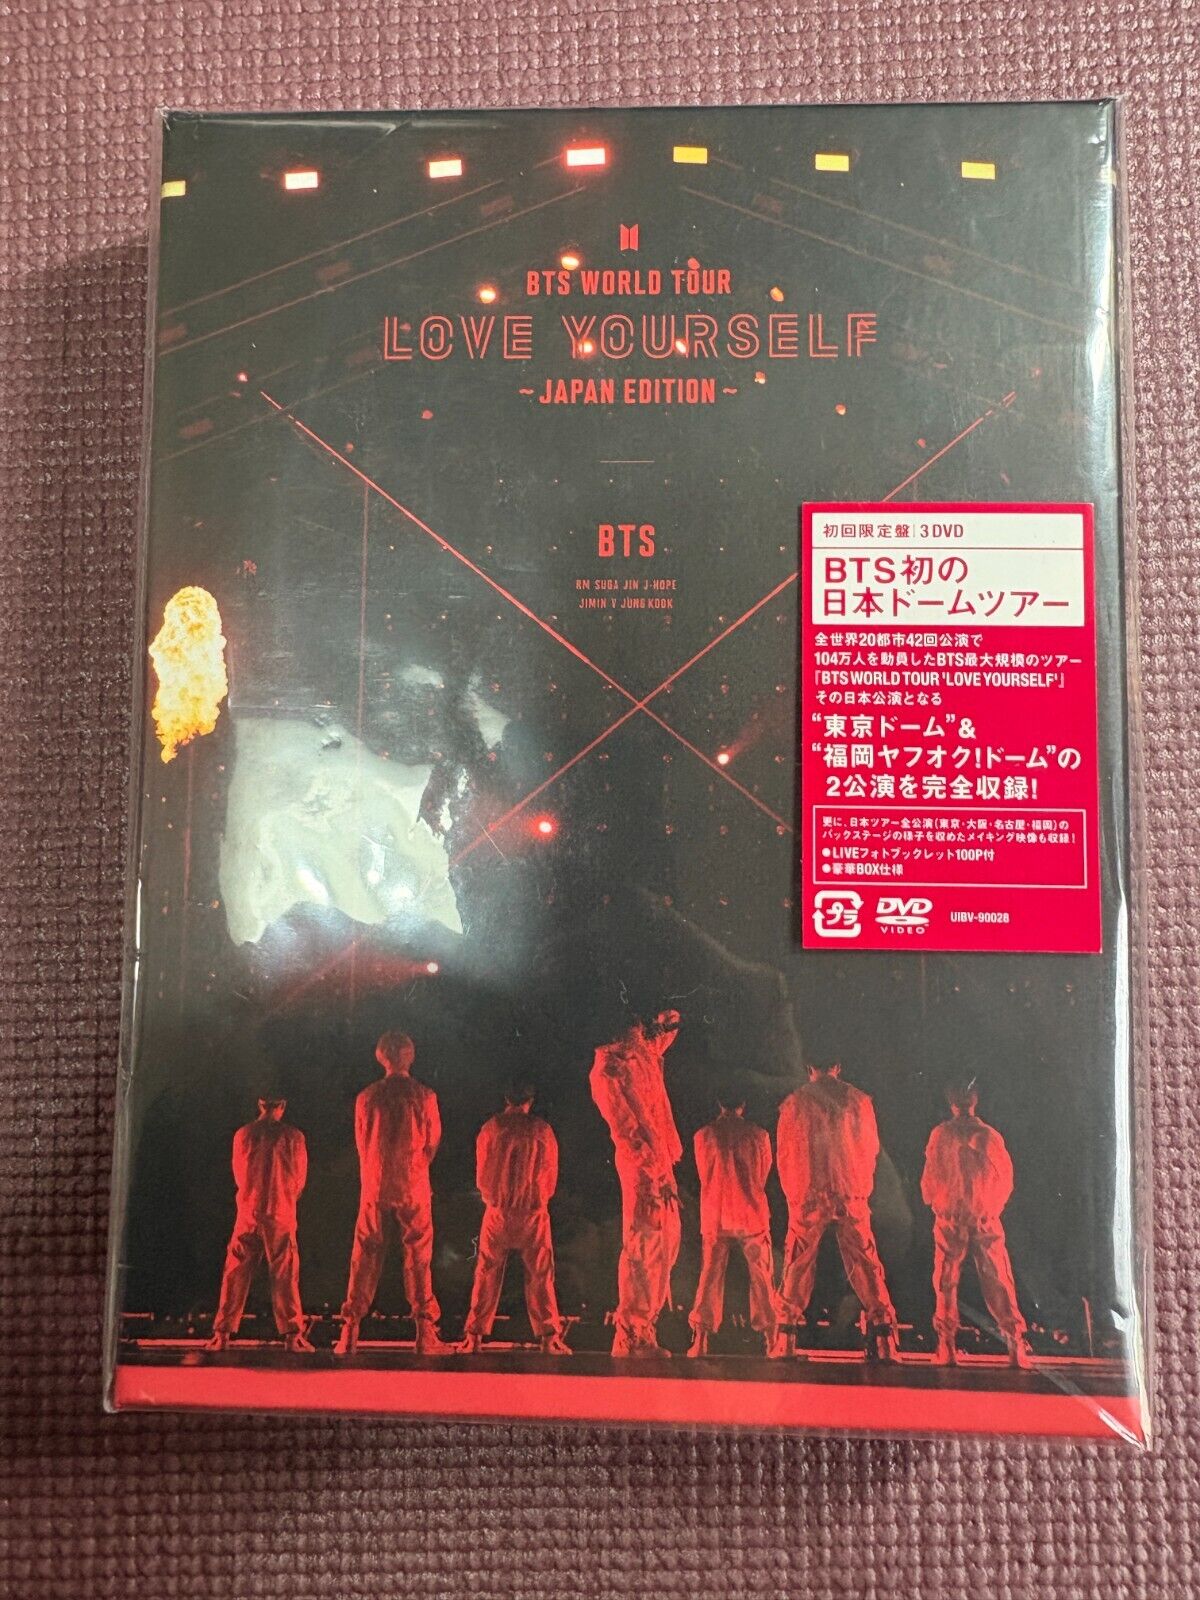 BTS WORLD TOUR
LOVE YOURSELF
~JAPAN EDITION~
BTS
RM SUGA JIN J-HOPE
JIMIN V JUNG KOOK
初回限定盤|3DVD
BTS初の
日本ドームツアー
全世界20都市42回公演で
104万人を動員したBTS最大規模のツアー
『BTS WORLD TOUR 'LOVE YOURSELF'』
その日本公演となる
“東京ドーム”&
“福岡ヤフオク!ドーム”の
2公演を完全収録!
更に、日本ツアー全公演(東京・大阪・名古屋・福岡)の
バックステージの様子を収めたメイキング映像も収録!
●LIVEフォトブックレット100P付
●豪華BOX仕様
プラ
DVD
VIDEO
UIBV-90028